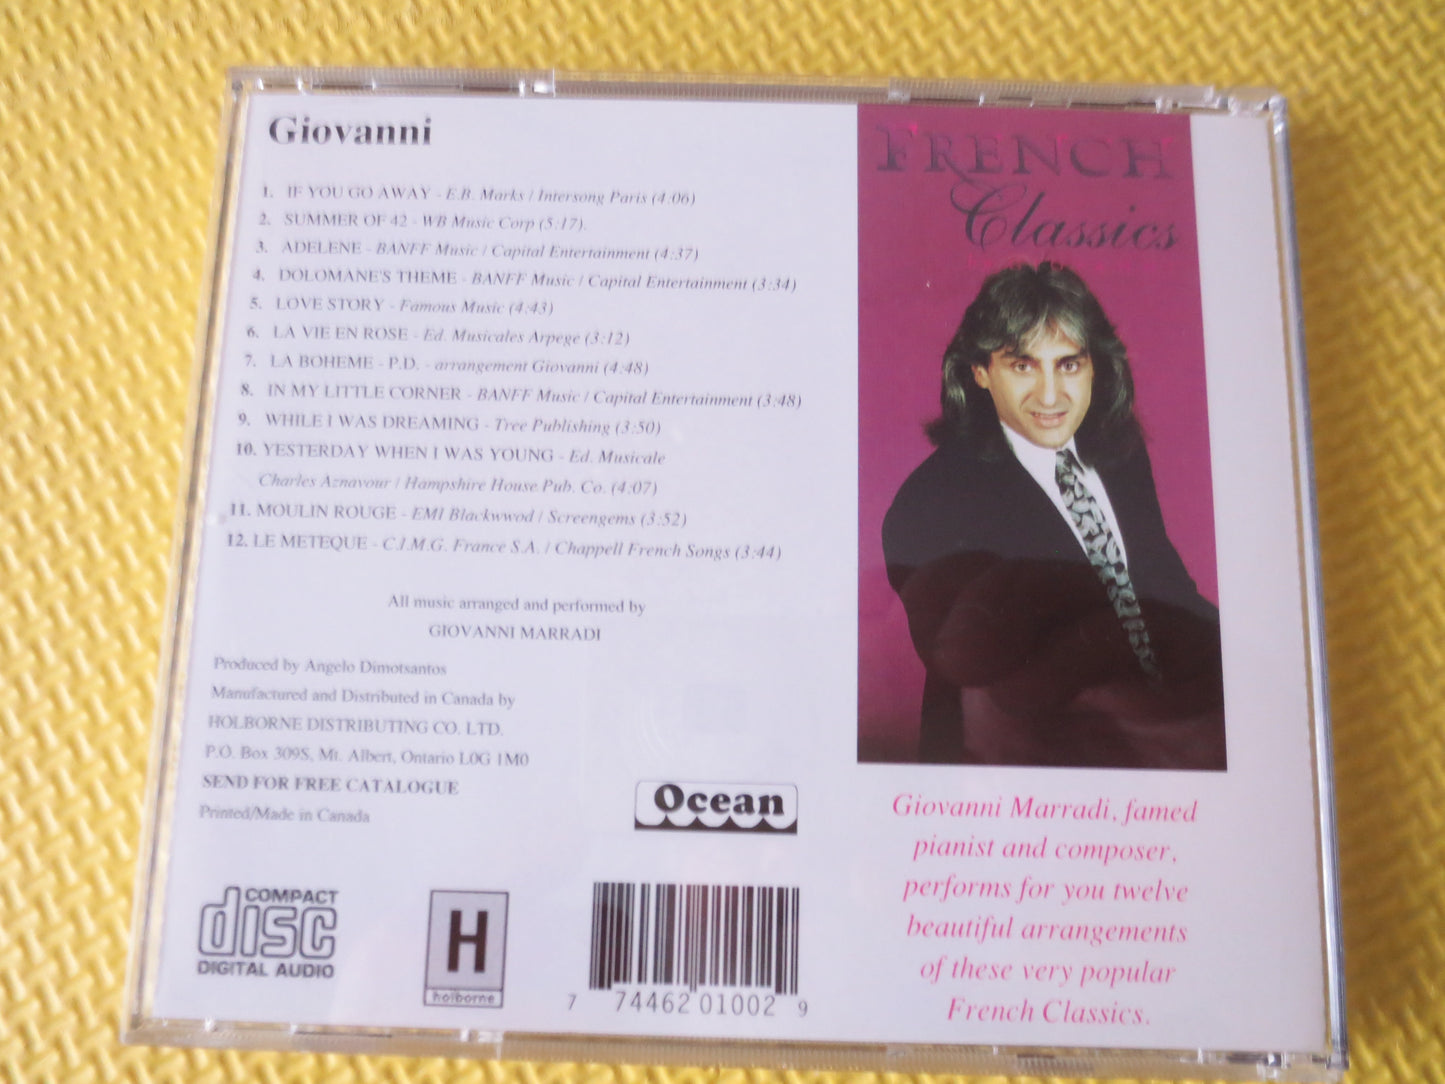 Giovanni
1. IF YOU GO AWAY - E.B. Marks / Intersong Paris (4:06)
2. SUMMER OF 42 - WB Music Corp (5:17).
3. ADELENE - BANFF Music / Capital Entertainment (4:37)
4. DOLOMANE'S THEME - BANFF Music / Capital Entertainment (3:34)
5. LOVE STORY - Famous Music (4:43)
6. LA VIE EN ROSE - Ed. Musicales Arpege (3:12)
7. LA BOHEME - P.D. - arrangement Giovanni (4:48)
8. IN MY LITTLE CORNER - BANFF Music / Capital Entertainment (3:48)
9. WHILE I WAS DREAMING - Tree Publishing (3:50)
10. YESTERDAY WHEN I WAS YOUNG - Ed. Musicale
Charles Aznavour / Hampshire House Pub. Co. (4:07)
11. MOULIN ROUGE - EMI Blackwwod / Screengems (3:52)
12. LE METEQUE - C.I.M.G. France S.A. / Chappell French Songs (3:44)
All music arranged and performed by
GIOVANNI MARRADI
Produced by Angelo Dimotsantos
Manufactured and Distributed in Canada by
HOLBORNE DISTRIBUTING CO. LTD.
P.O. Box 309S, Mt. Albert, Ontario L0G 1M0
SEND FOR FREE CATALOGUE
Printed/Made in Canada
Ocean
COMPACT
disc
DIGITAL AUDIO
H
holborne
7 74462 01002 9
FRENCH
Classics
Giovanni Marradi, famed
pianist and composer,
performs for you twelve
beautiful arrangements
of these very popular
French Classics.